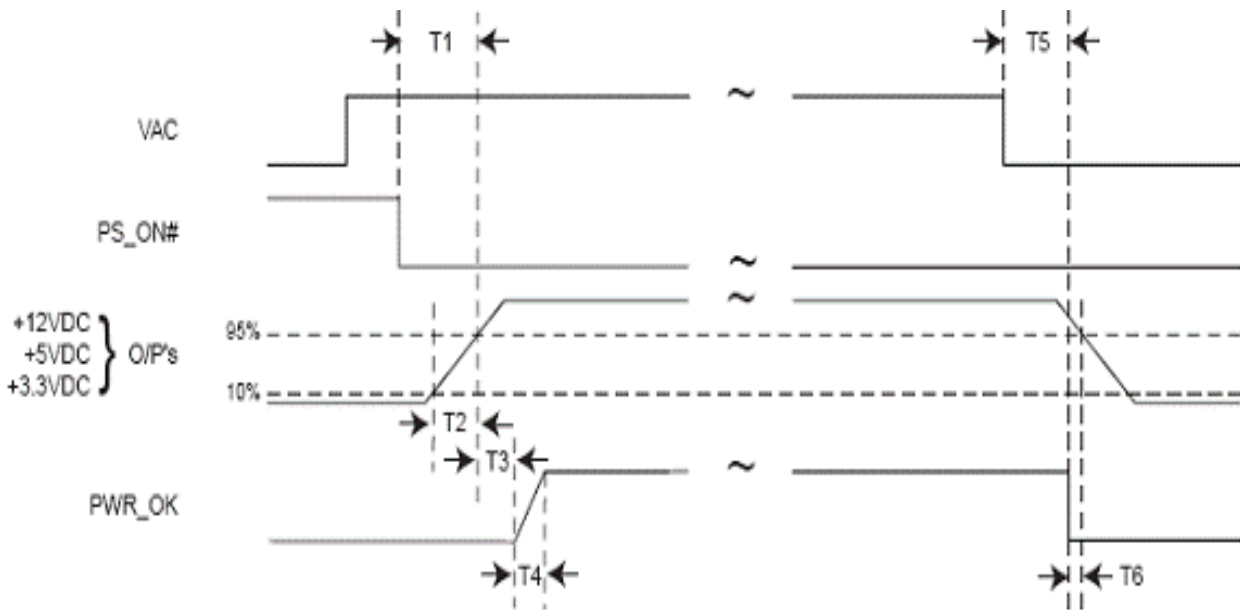 T1
T5
VAC
PS_ON#
+12VDC
+5VDC
+3.3VDC
O/P's
95%
10%
T2
T3
PWR_OK
T4
T6